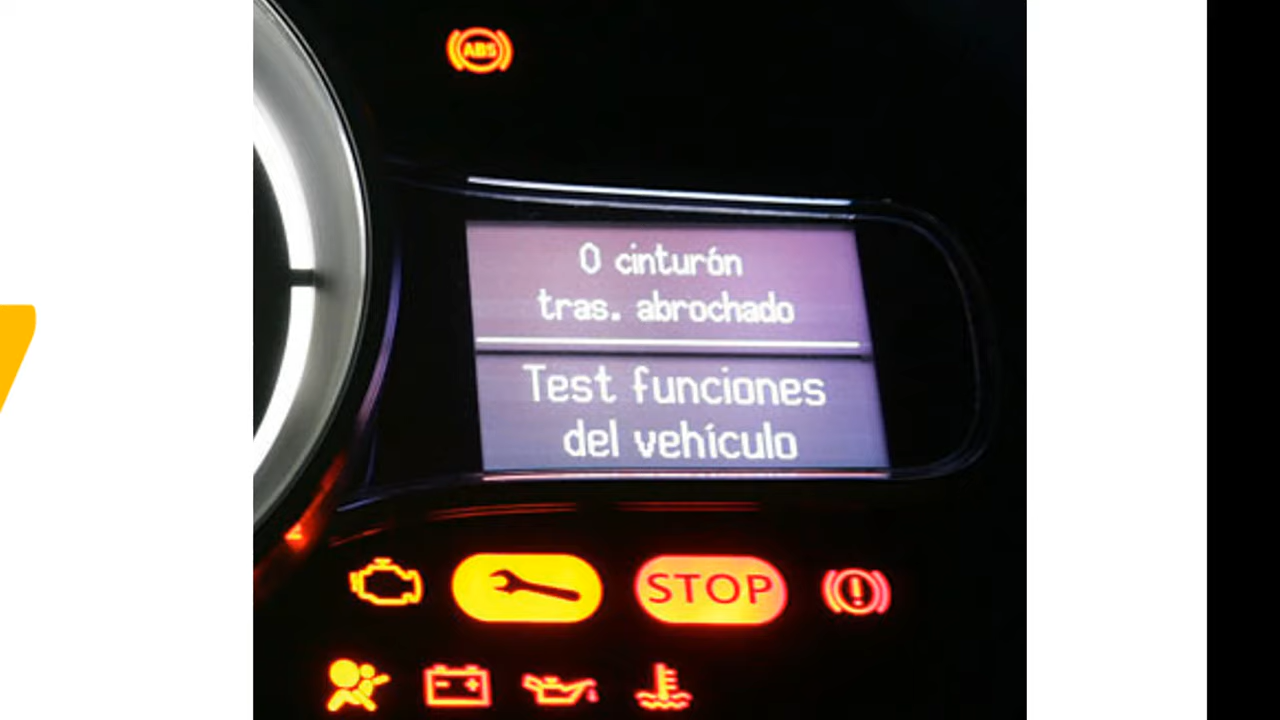 ABS
0 cinturón
tras. abrochado
Test funciones
del vehículo
STOP